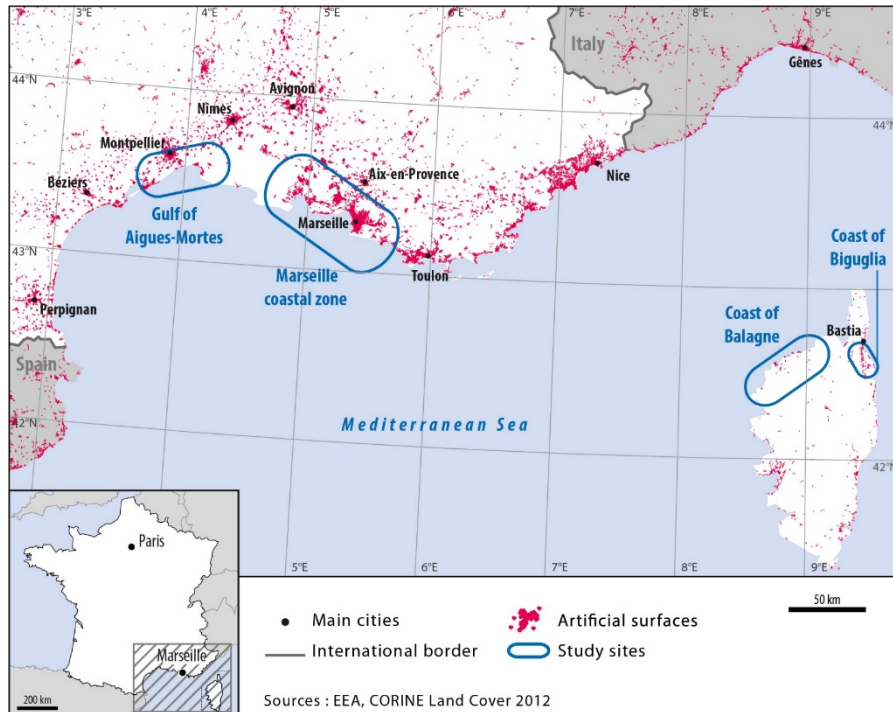 3°E
4°E
5°E
6°E
7°E
8°E
9°E
Italy
Gênes
44°N
44°N
Avignon
Nîmes
Montpellier
Béziers
Aix-en-Provence
Nice
Gulf of
Aigues-Mortes
Marseille
43°N
43°N
Toulon
Marseille
coastal zone
Coast of
Biguglia
Perpignan
Coast of
Balagne
Bastia
Spain
42°N
42°N
Mediterranean Sea
5°E
6°E
7°E
8°E
9°E
Paris
Marseille
200 km
Main cities
International border
Artificial surfaces
Study sites
50 km
Sources : EEA, CORINE Land Cover 2012